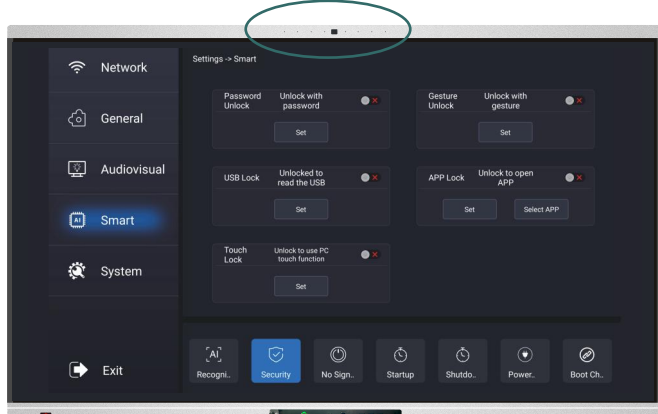 Settings -> Smart
Network
General
Audiovisual
AI
Smart
System
Exit
Password
Unlock
Unlock with
password
Set
Gesture
Unlock
Unlock with
gesture
Set
USB Lock
Unlocked to
read the USB
Set
APP Lock
Unlock to open
APP
Set
Select APP
Touch
Lock
Unlock to use PC
touch function
Set
AI
Recogni..
Security
No Sign..
Startup
Shutdo..
Power..
Boot Ch..